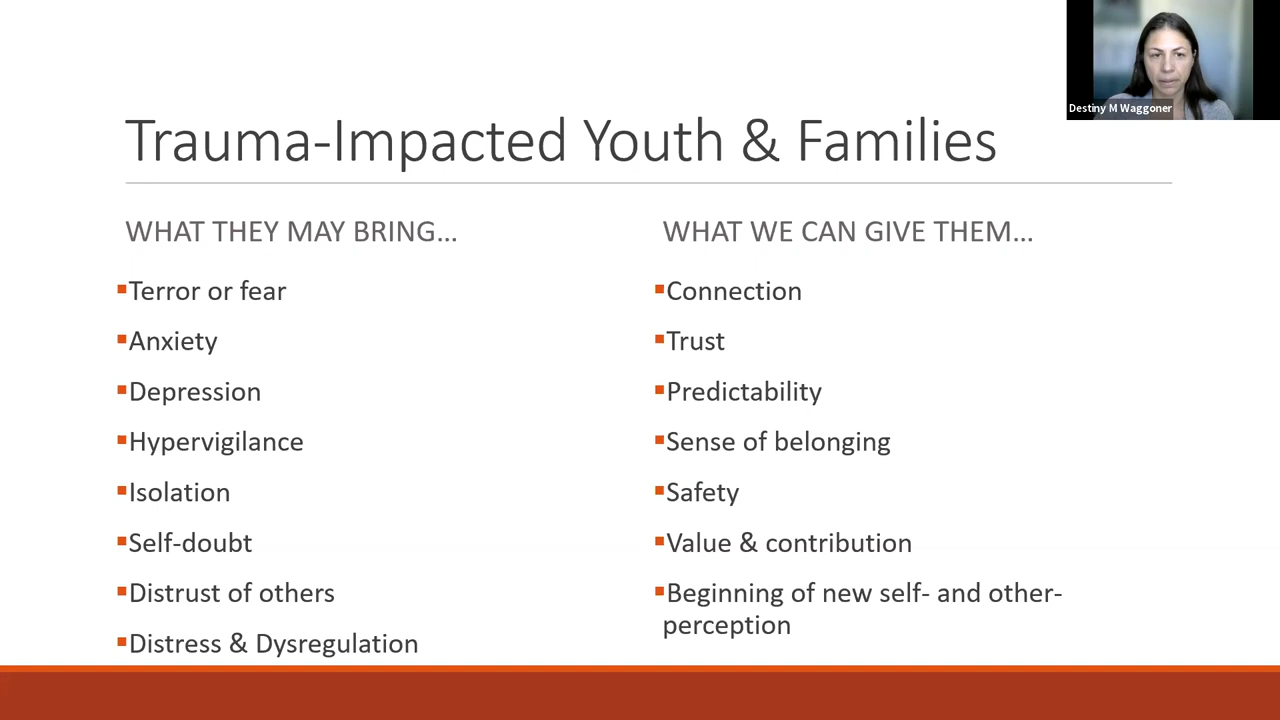 Destiny M Waggoner
Trauma-Impacted Youth & Families
WHAT THEY MAY BRING…
▪Terror or fear
▪Anxiety
▪Depression
▪Hypervigilance
▪Isolation
▪Self-doubt
▪Distrust of others
▪Distress & Dysregulation
WHAT WE CAN GIVE THEM…
▪Connection
▪Trust
▪Predictability
▪Sense of belonging
▪Safety
▪Value & contribution
▪Beginning of new self- and other-
perception